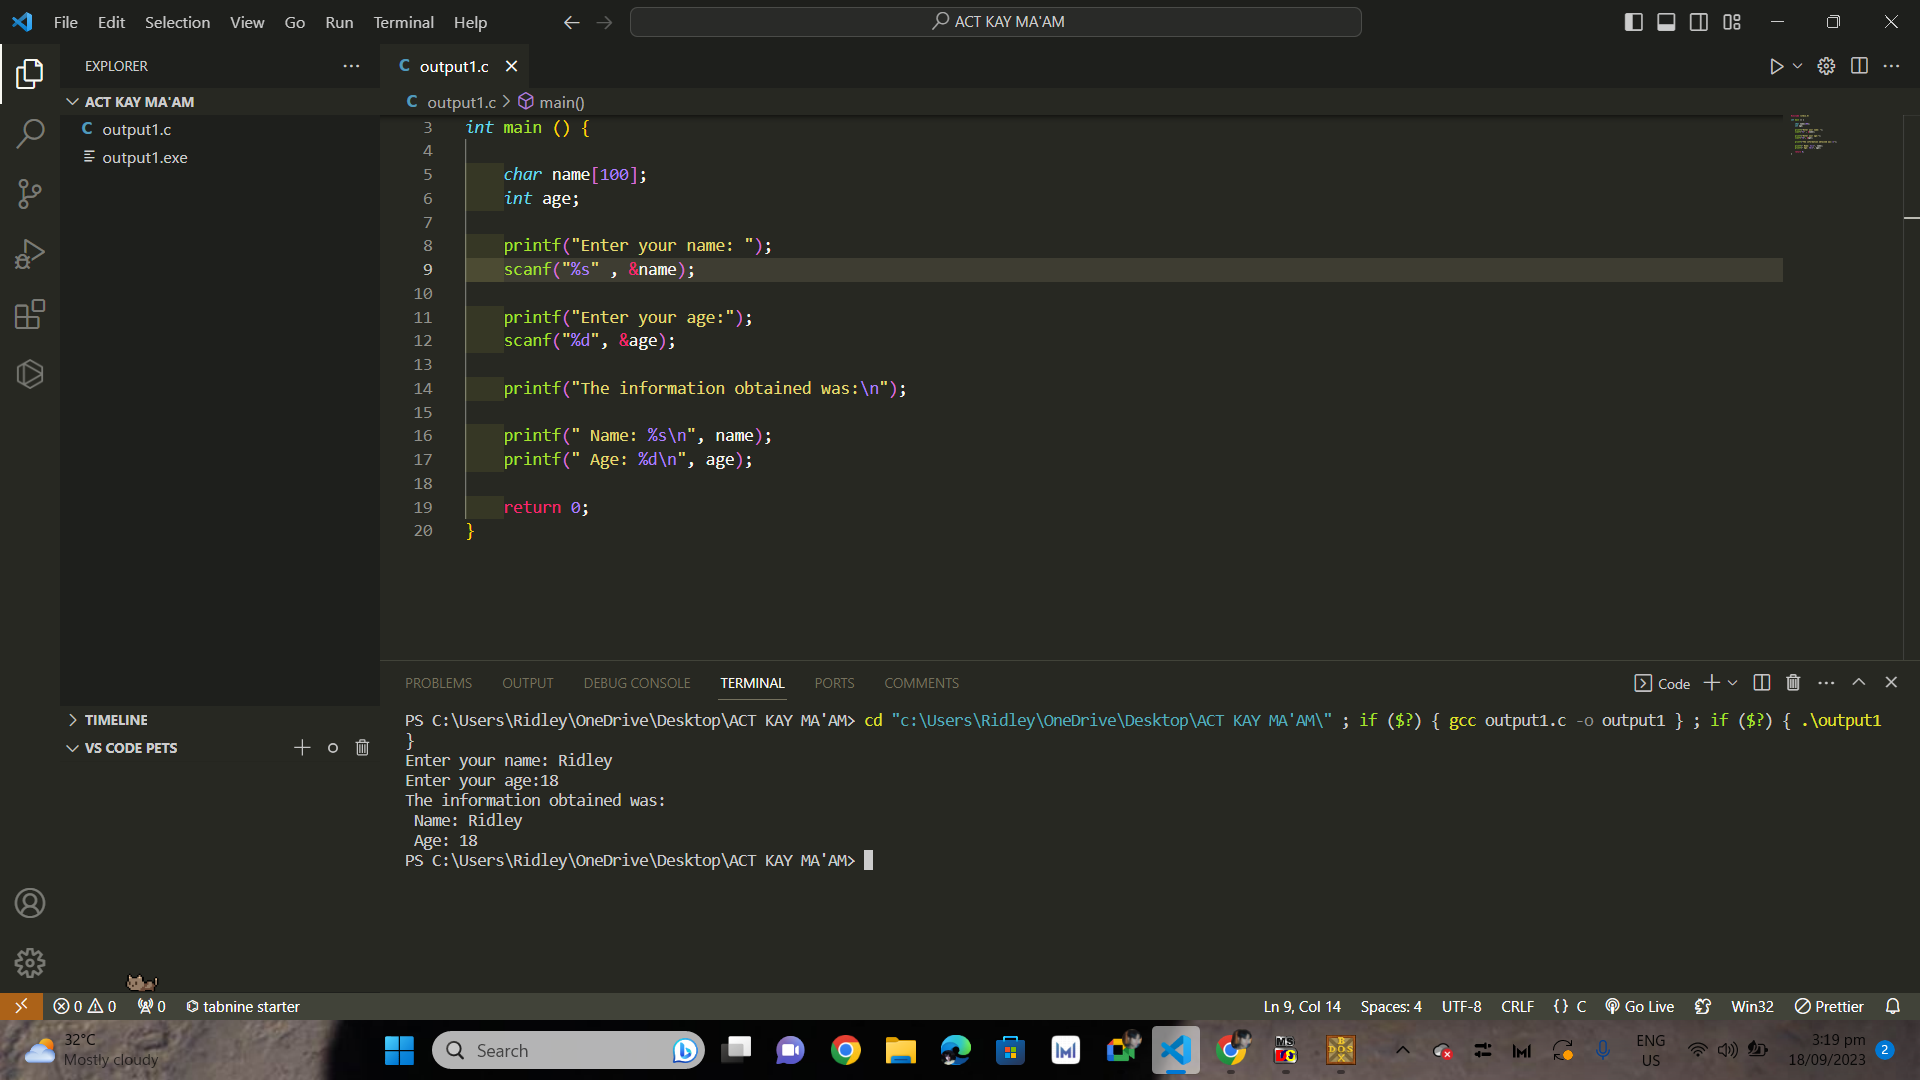 File Edit Selection View Go Run Terminal Help
ACT KAY MA'AM
EXPLORER
output1.c
ACT KAY MA'AM
output1.c
output1.exe
output1.c > main()
3 int main () {
4
5 char name[100];
6 int age;
7
8 printf("Enter your name: ");
9 scanf("%s" , &name);
10
11 printf("Enter your age:");
12 scanf("%d", &age);
13
14 printf("The information obtained was:\n");
15
16 printf(" Name: %s\n", name);
17 printf(" Age: %d\n", age);
18
19 return 0;
20 }
TIMELINE
VS CODE PETS
PROBLEMS OUTPUT DEBUG CONSOLE TERMINAL PORTS COMMENTS
Code
PS C:\Users\Ridley\OneDrive\Desktop\ACT KAY MA'AM> cd "c:\Users\Ridley\OneDrive\Desktop\ACT KAY MA'AM\" ; if ($?) { gcc output1.c -o output1 } ; if ($?) { .\output1
}
Enter your name: Ridley
Enter your age:18
The information obtained was:
Name: Ridley
Age: 18
PS C:\Users\Ridley\OneDrive\Desktop\ACT KAY MA'AM>
0 0 0 tabnine starter
Ln 9, Col 14 Spaces: 4 UTF-8 CRLF {} C Go Live Win32 Prettier
32°C
Mostly cloudy
Search
ENG
US
3:19 pm
18/09/2023
2